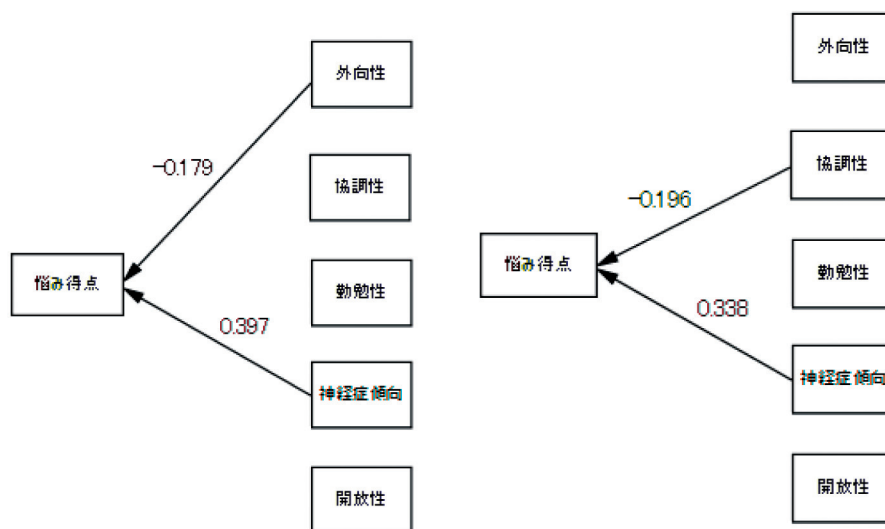 外向性
-0.179
協調性
悩み得点
勤勉性
0.397
神経症傾向
開放性
外向性
協調性
-0.196
悩み得点
勤勉性
0.338
神経症傾向
開放性